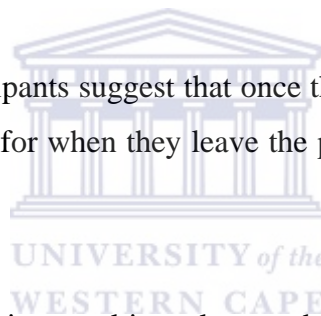 pants suggest that once th
for when they leave the p
UNIVERSITY of the
WESTERN CAPE